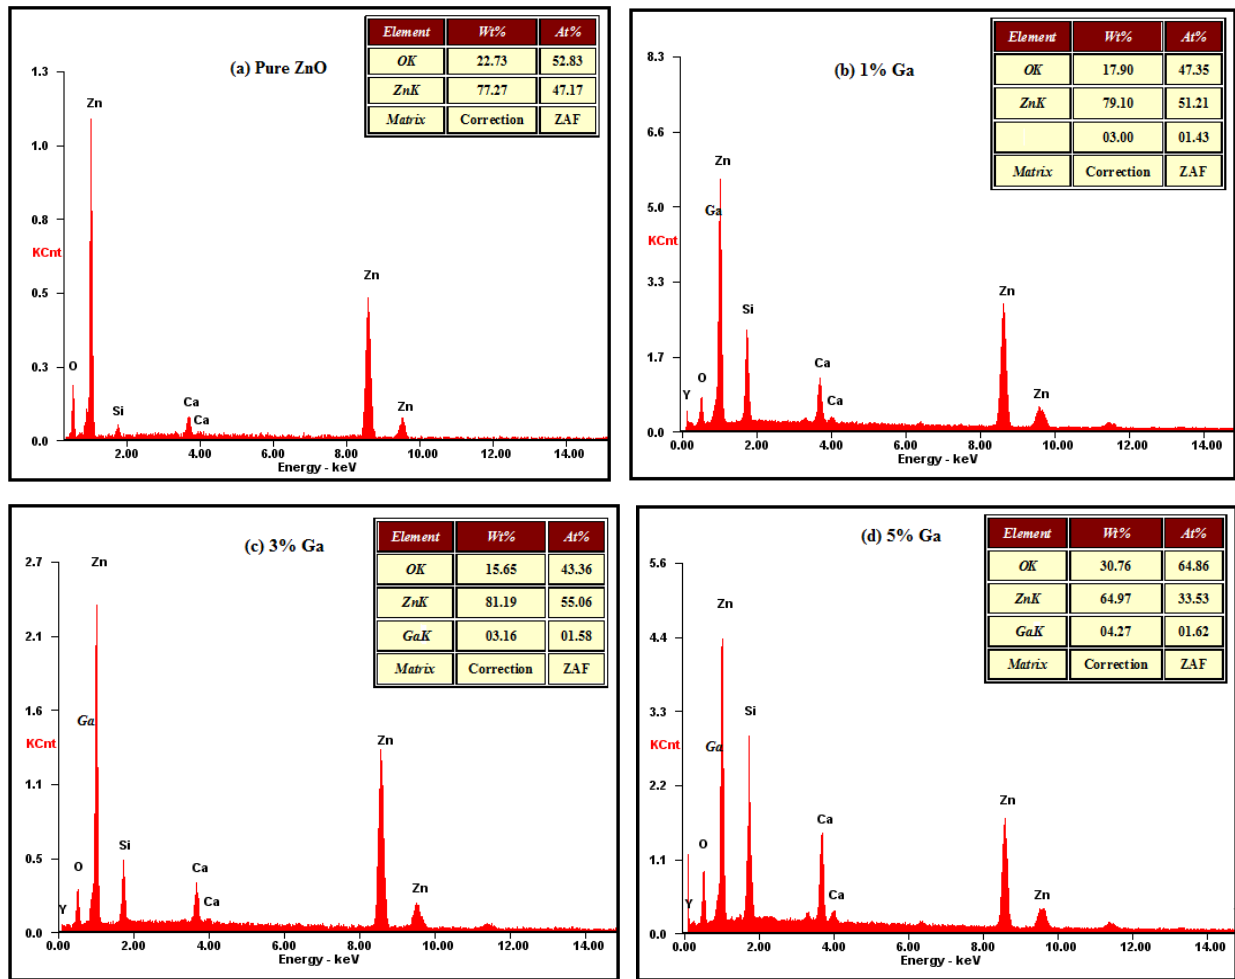 (a) Pure ZnO
Element Wt% At%
OK 22.73 52.83
ZnK 77.27 47.17
Matrix Correction ZAF
1.3
1.0
0.8
KCnt
0.5
0.3
0.0
Zn
O
Si
Ca
Ca
Zn
Zn
2.00 4.00 6.00 8.00 10.00 12.00 14.00
Energy - keV
(b) 1% Ga
Element Wt% At%
OK 17.90 47.35
ZnK 79.10 51.21
03.00 01.43
Matrix Correction ZAF
8.3
6.6
5.0
KCnt
3.3
1.7
0.0
Zn
Ga
Y
O
Si
Ca
Ca
Zn
Zn
0.00 2.00 4.00 6.00 8.00 10.00 12.00 14.00
Energy - keV
(c) 3% Ga
Element Wt% At%
OK 15.65 43.36
ZnK 81.19 55.06
GaK 03.16 01.58
Matrix Correction ZAF
2.7
2.1
1.6
KCnt
1.1
0.5
0.0
Zn
Ga
Y
O
Si
Ca
Ca
Zn
Zn
0.00 2.00 4.00 6.00 8.00 10.00 12.00 14.00
Energy - keV
(d) 5% Ga
Element Wt% At%
OK 30.76 64.86
ZnK 64.97 33.53
GaK 04.27 01.62
Matrix Correction ZAF
5.6
4.4
3.3
KCnt
2.2
1.1
0.0
Zn
Ga
Y
O
Si
Ca
Ca
Zn
Zn
0.00 2.00 4.00 6.00 8.00 10.00 12.00 14.00
Energy - keV